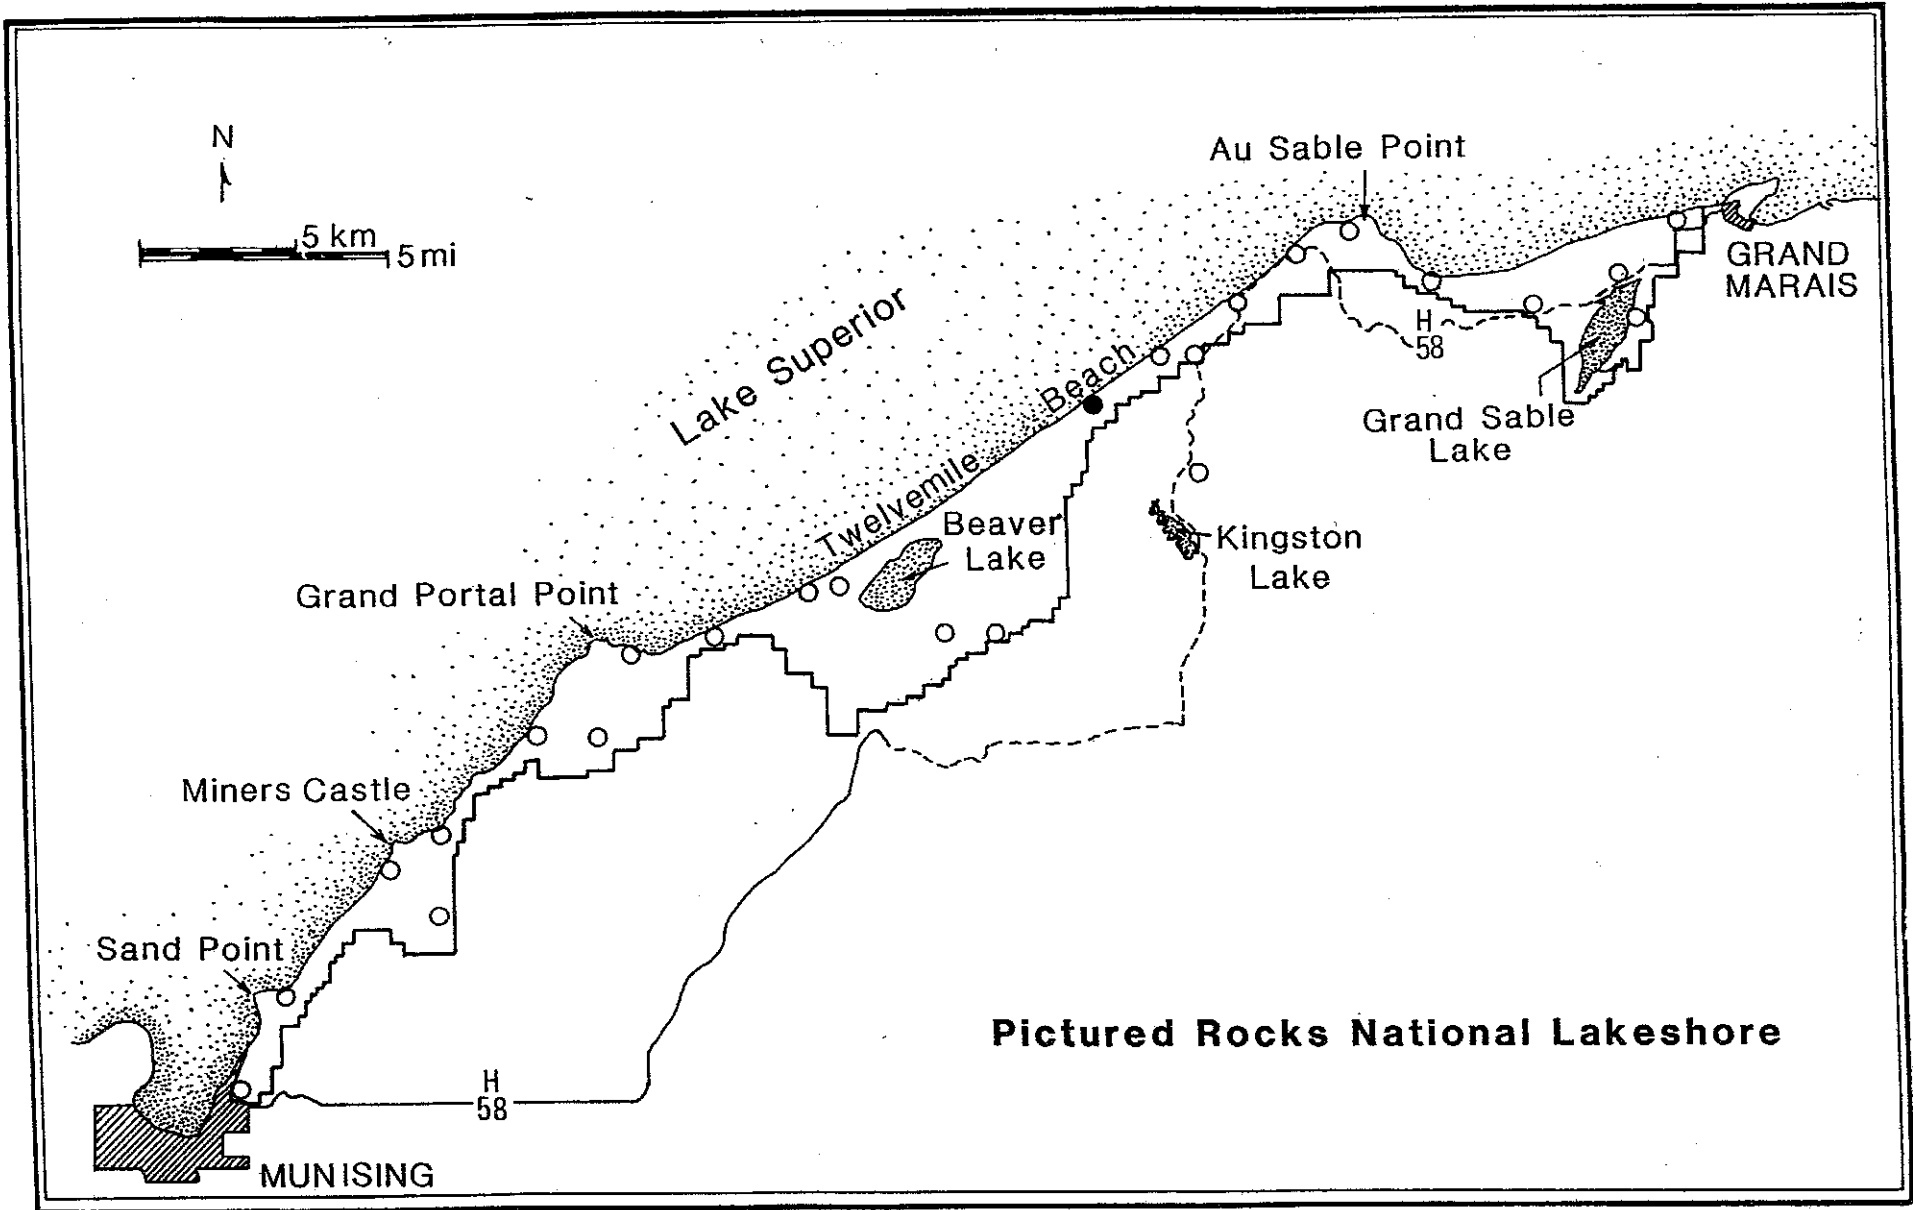 N
5 km
5 mi
Au Sable Point
GRAND
MARAIS
H
58
Lake Superior
Twelvemile Beach
Grand Sable
Lake
Beaver
Lake
Kingston
Lake
Grand Portal Point
Miners Castle
Sand Point
Pictured Rocks National Lakeshore
H
58
MUNISING